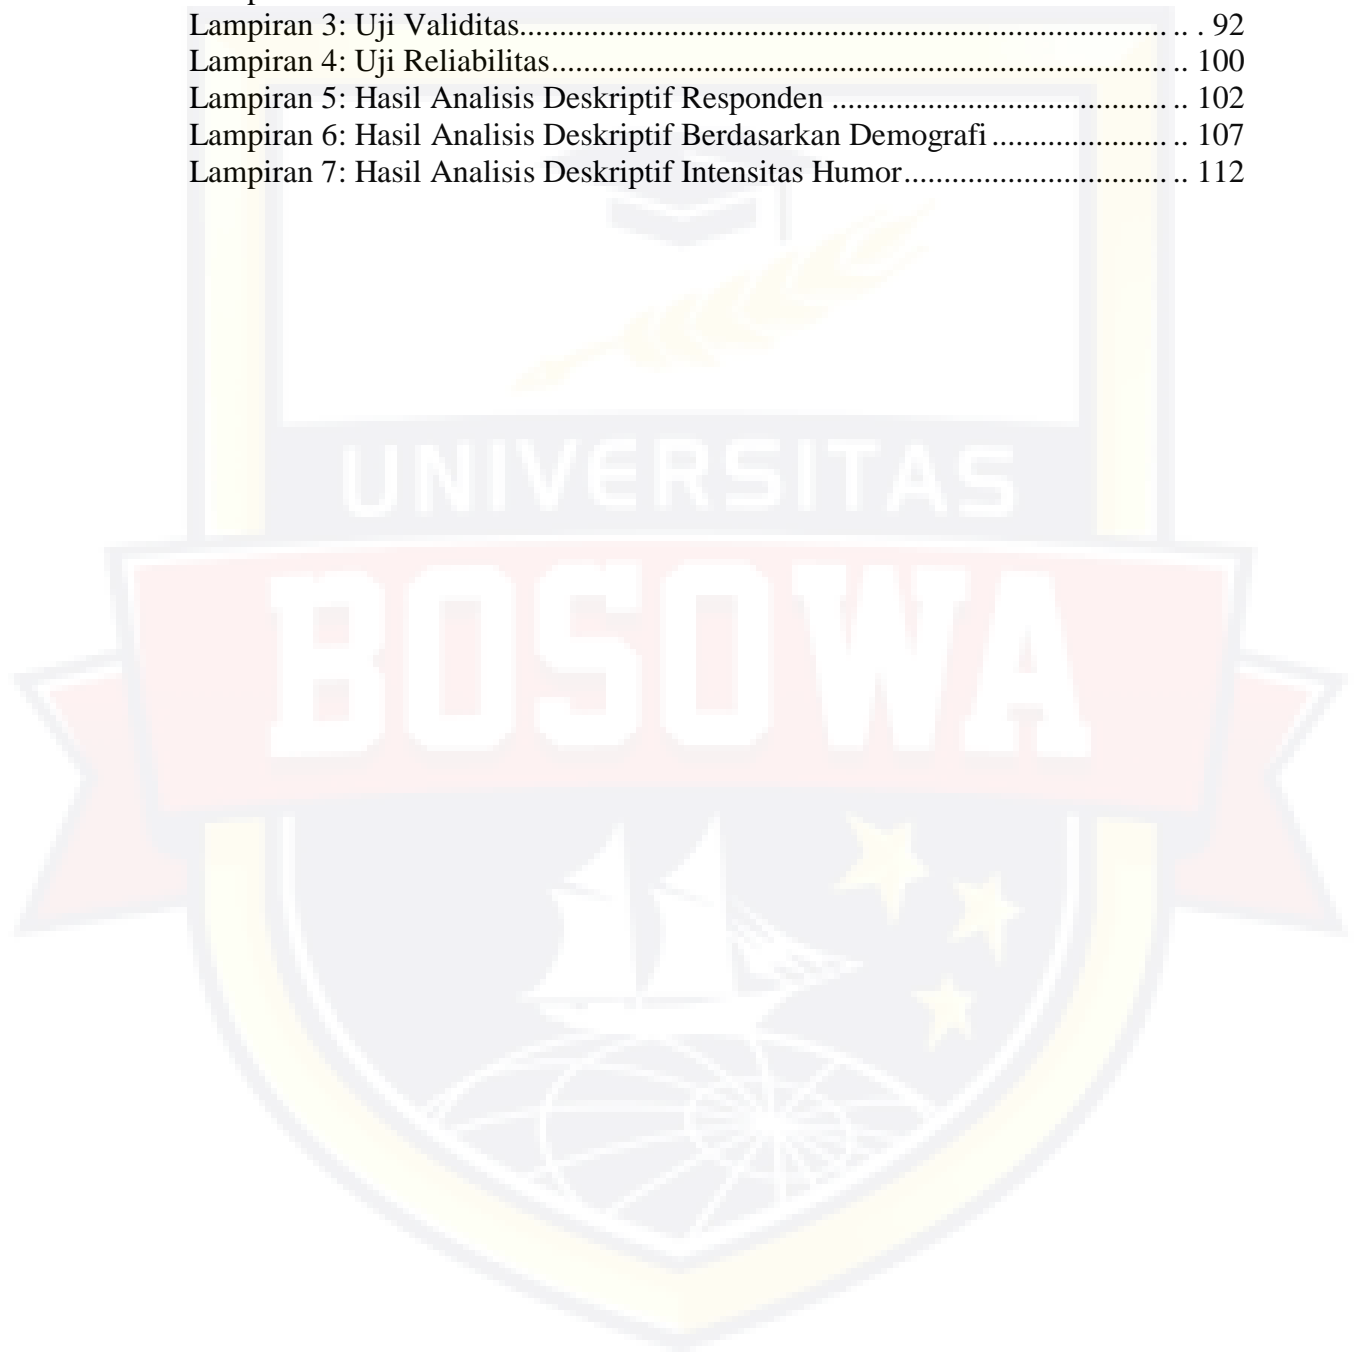 Lampiran 3: Uji Validitas................................................................................... . 92
Lampiran 4: Uji Reliabilitas............................................................................... 100
Lampiran 5: Hasil Analisis Deskriptif Responden ............................................ 102
Lampiran 6: Hasil Analisis Deskriptif Berdasarkan Demografi ........................ 107
Lampiran 7: Hasil Analisis Deskriptif Intensitas Humor................................... 112
UNIVERSITAS
BOSOWA